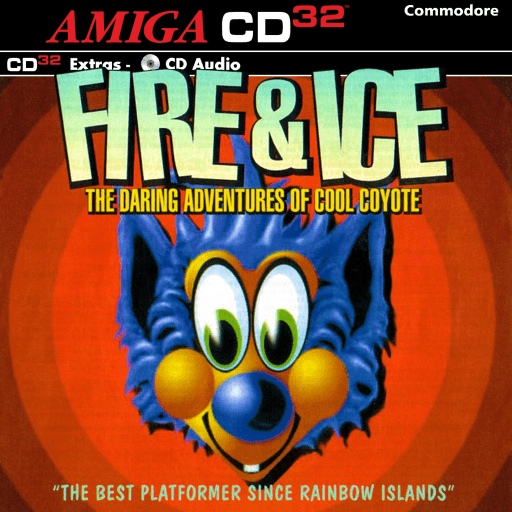 AMIGA CD32™
Commodore
CD32 Extras - CD Audio
FIRE & ICE
THE DARING ADVENTURES OF COOL COYOTE
"THE BEST PLATFORMER SINCE RAINBOW ISLANDS"